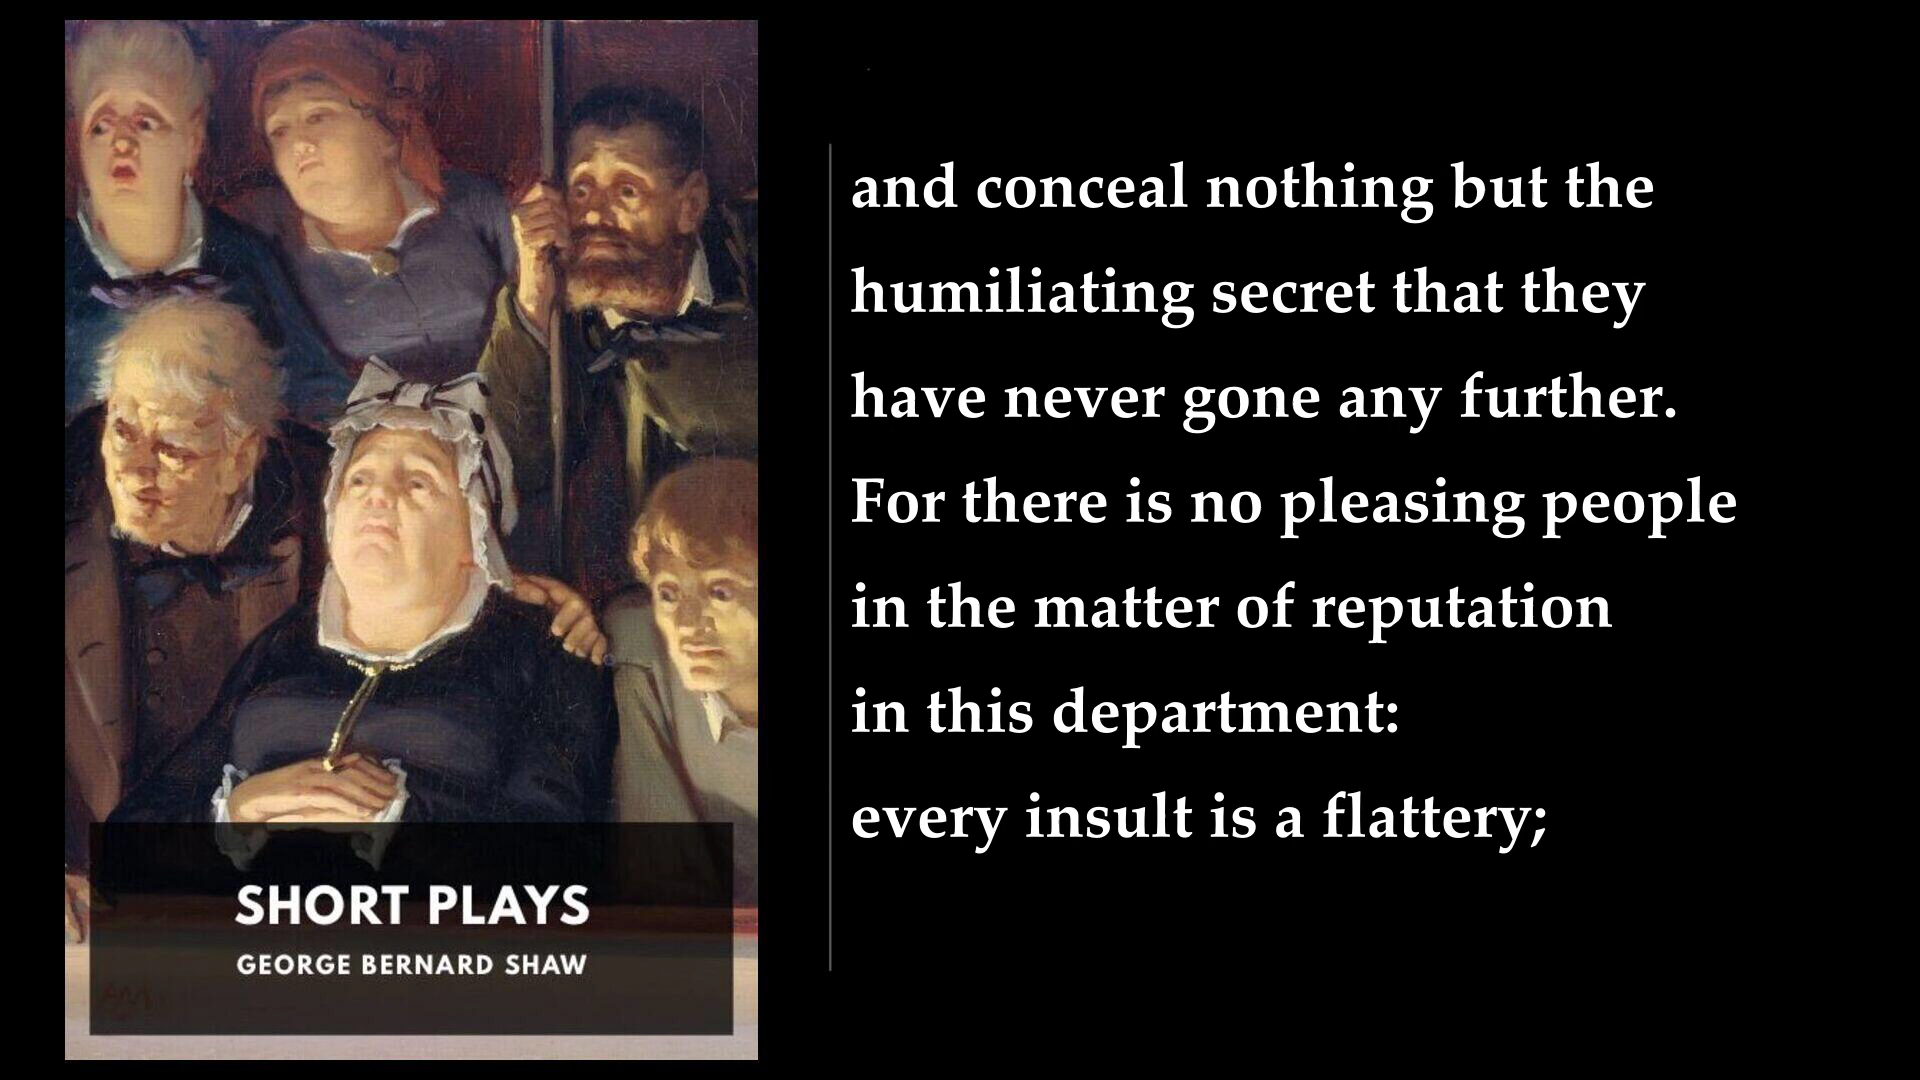 SHORT PLAYS
GEORGE BERNARD SHAW
and conceal nothing but the
humiliating secret that they
have never gone any further.
For there is no pleasing people
in the matter of reputation
in this department:
every insult is a flattery;